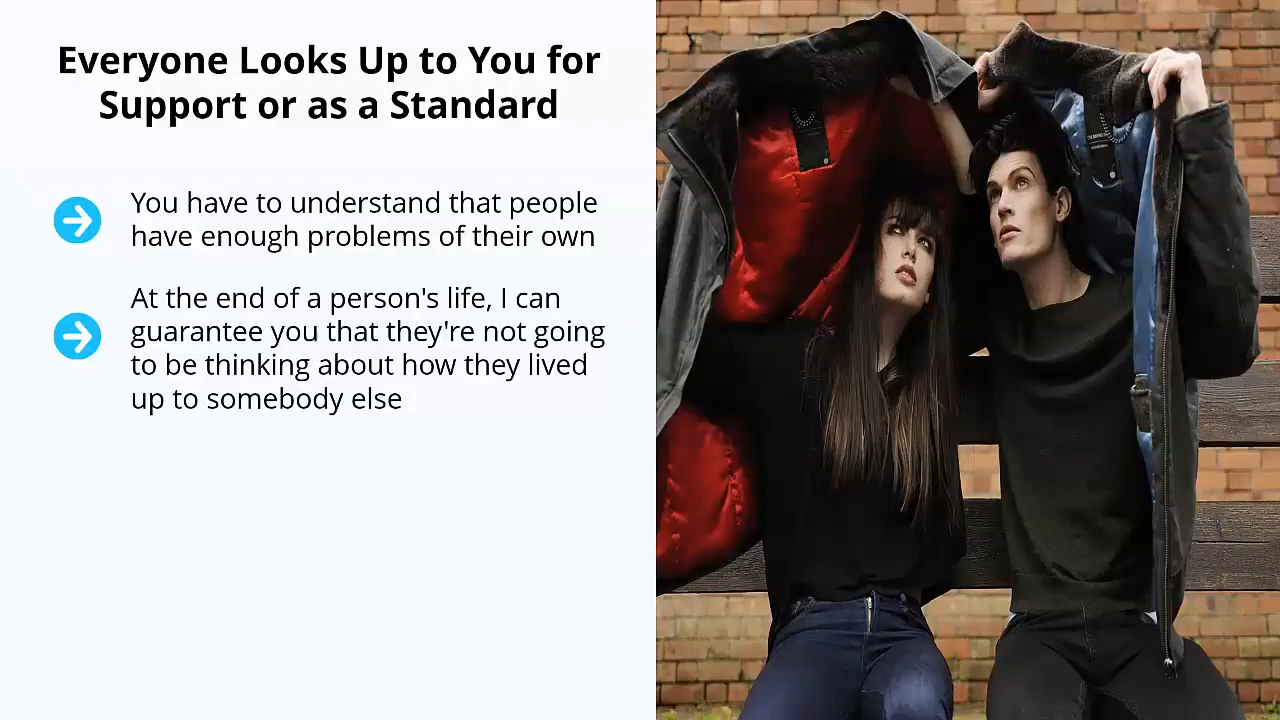 Everyone Looks Up to You for
Support or as a Standard
You have to understand that people
have enough problems of their own
At the end of a person's life, I can
guarantee you that they're not going
to be thinking about how they lived
up to somebody else